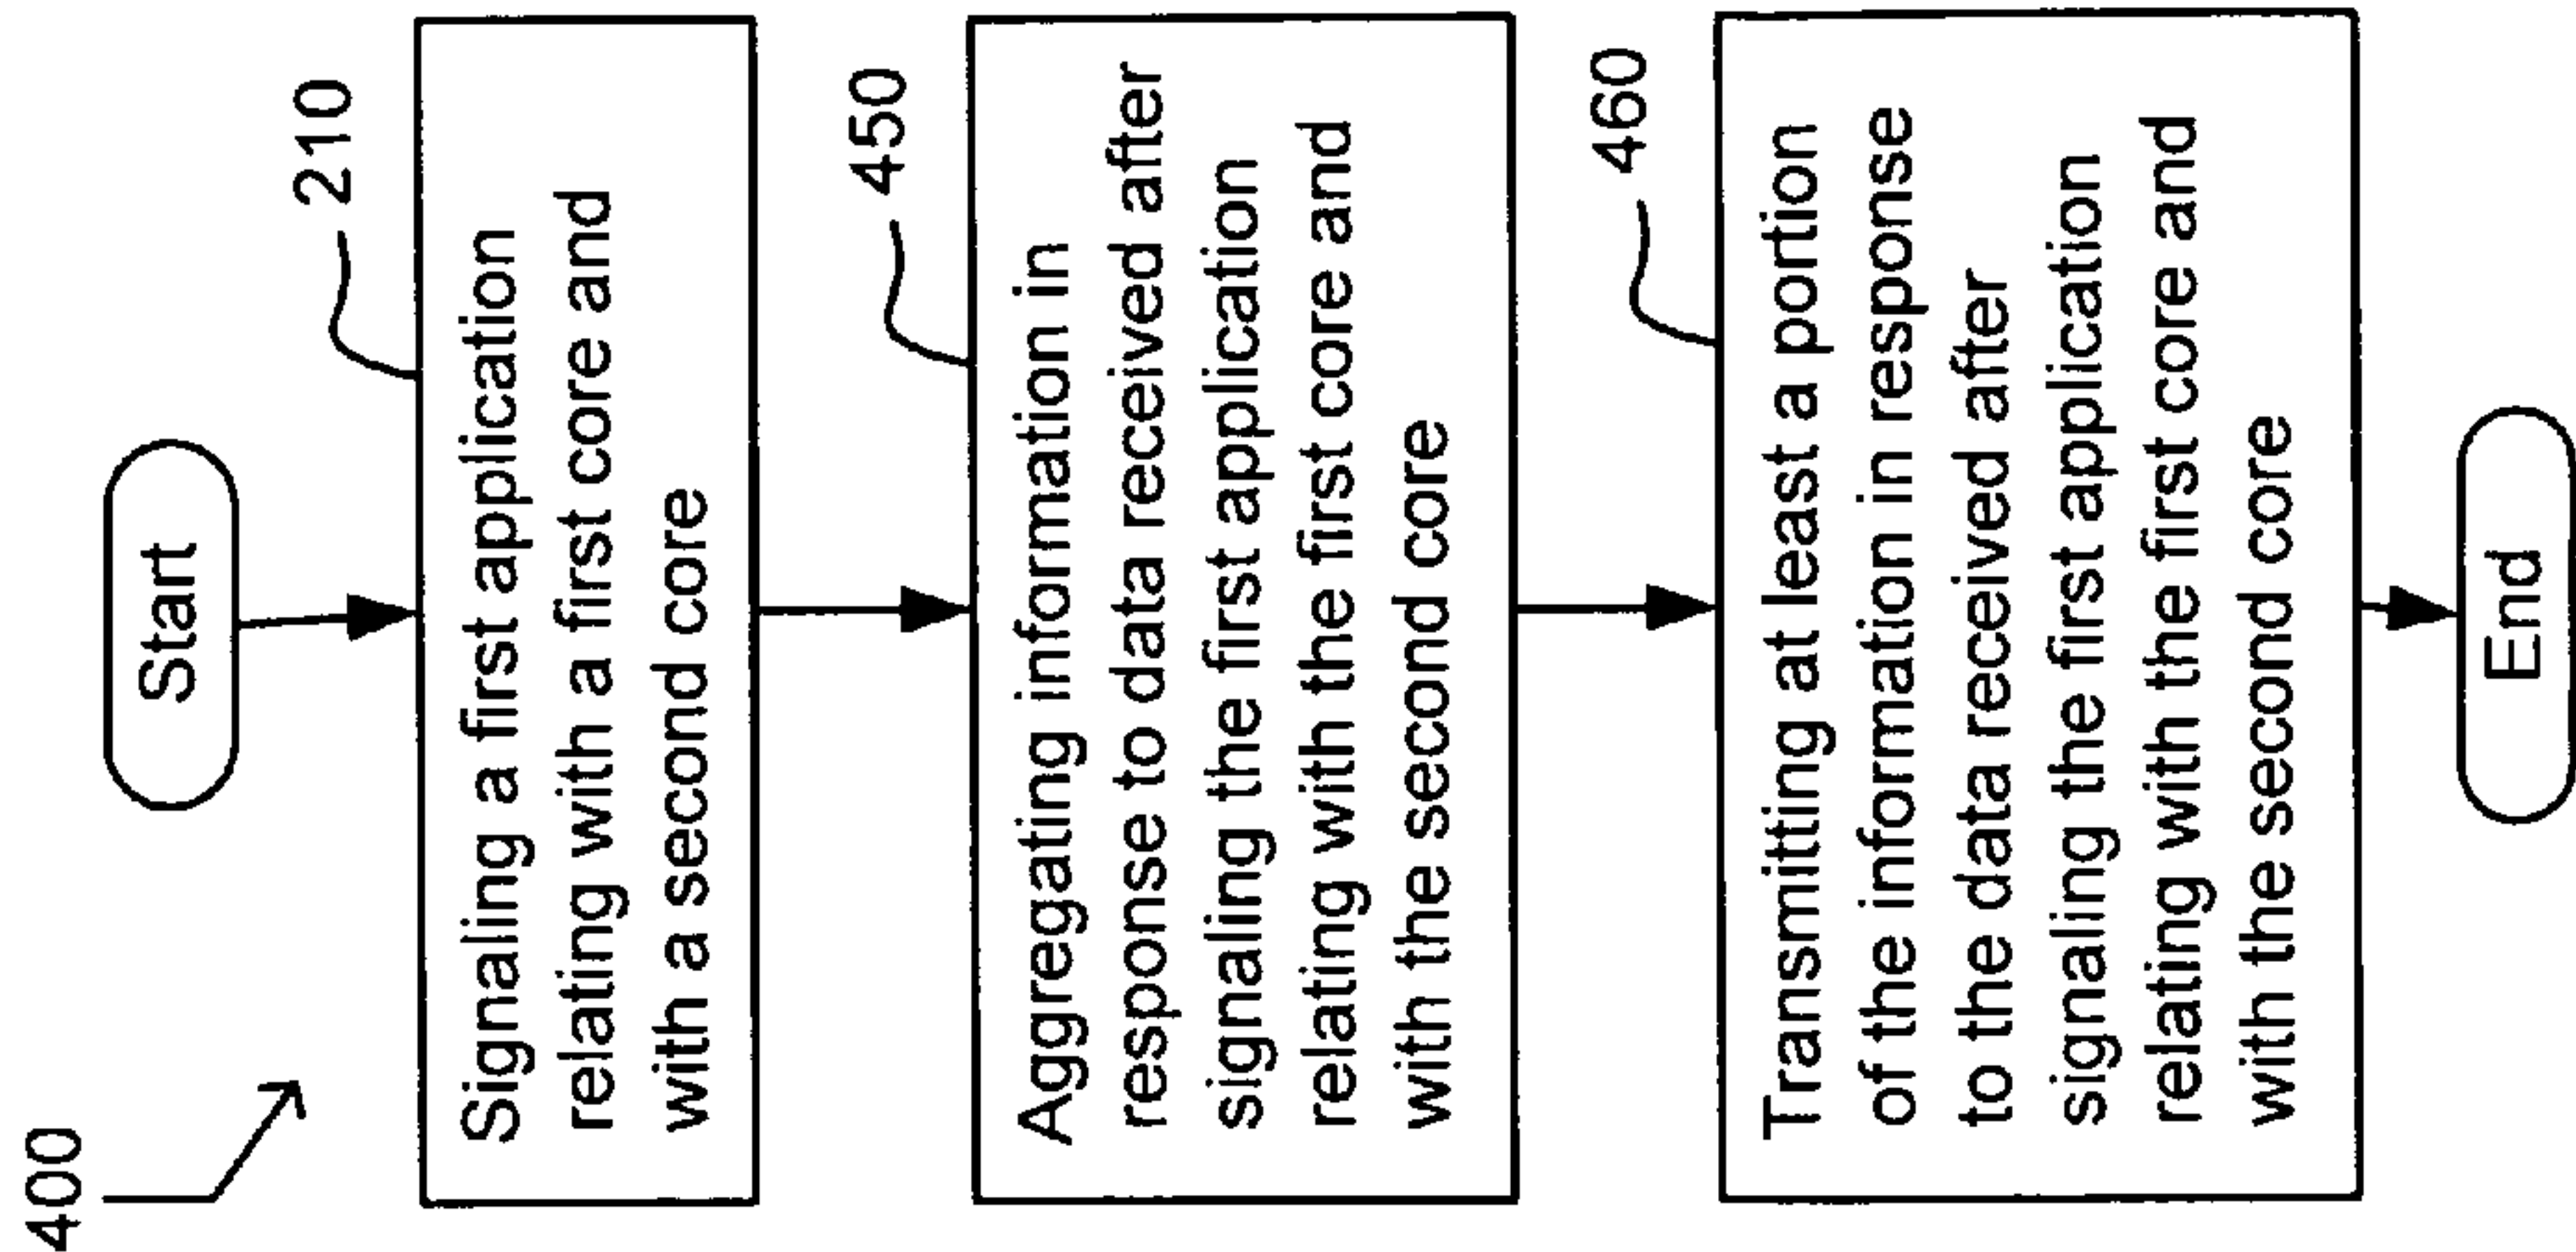 400
Start
210
Signaling a first application
relating with a first core and
with a second core
450
Aggregating information in
response to data received after
signaling the first application
relating with the first core and
with the second core
460
Transmitting at least a portion
of the information in response
to the data received after
signaling the first application
relating with the first core and
with the second core
End